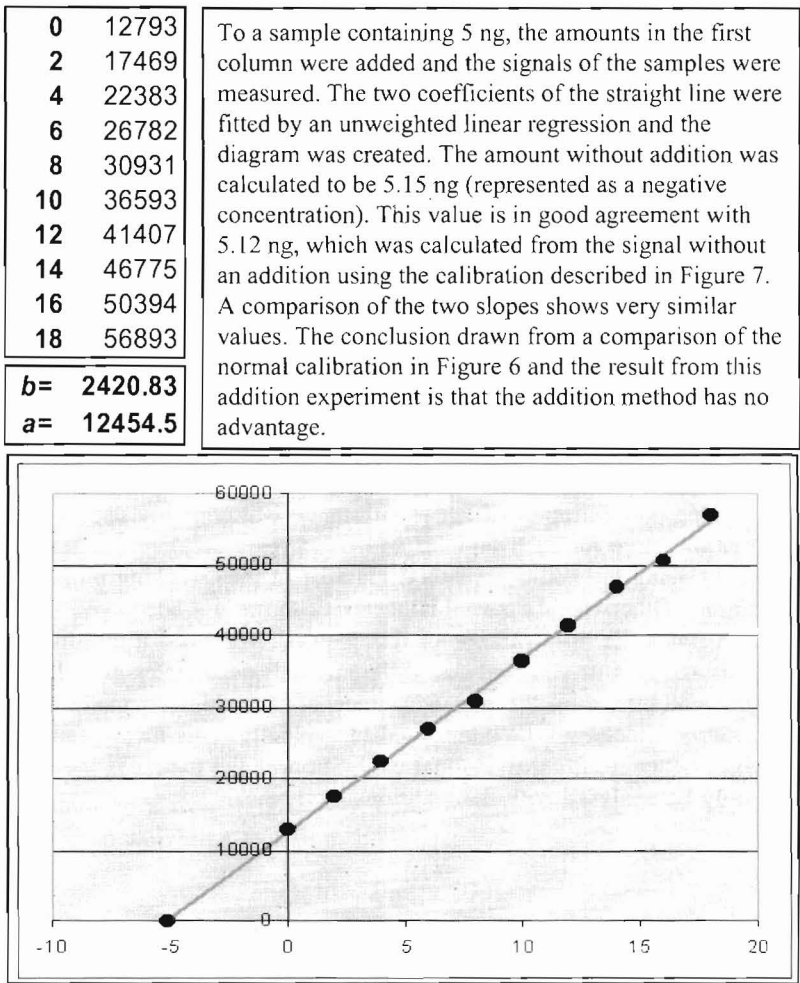 0 12793
2 17469
4 22383
6 26782
8 30931
10 36593
12 41407
14 46775
16 50394
18 56893
b= 2420.83
a= 12454.5
To a sample containing 5 ng, the amounts in the first
column were added and the signals of the samples were
measured. The two coefficients of the straight line were
fitted by an unweighted linear regression and the
diagram was created. The amount without addition was
calculated to be 5.15 ng (represented as a negative
concentration). This value is in good agreement with
5.12 ng, which was calculated from the signal without
an addition using the calibration described in Figure 7.
A comparison of the two slopes shows very similar
values. The conclusion drawn from a comparison of the
normal calibration in Figure 6 and the result from this
addition experiment is that the addition method has no
advantage.
60000
50000
40000
30000
20000
10000
0
-10 -5 0 5 10 15 20